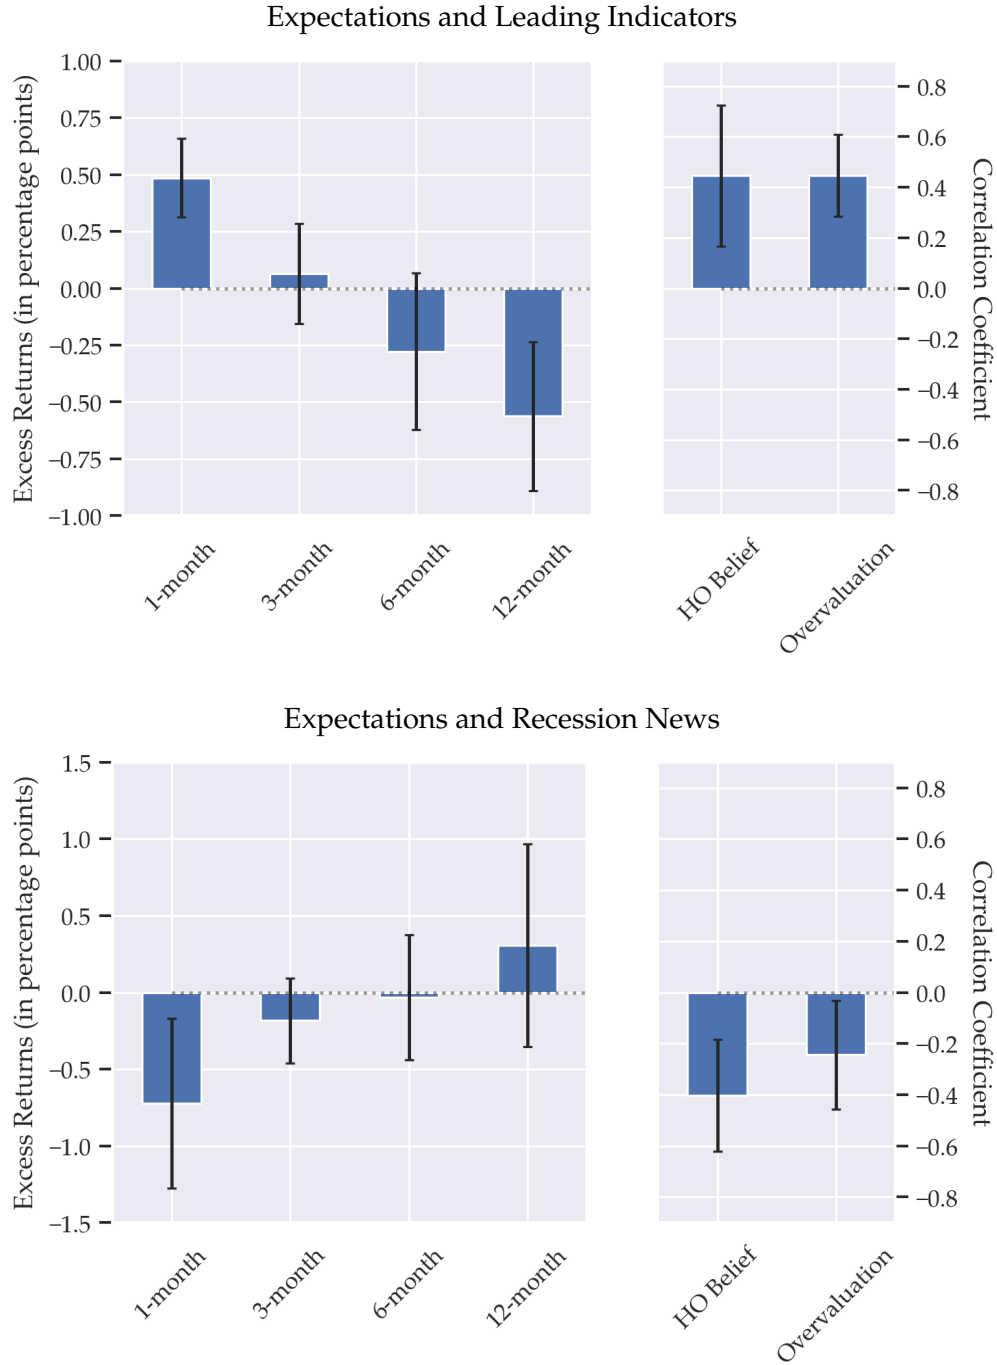 Expectations and Leading Indicators
Excess Returns (in percentage points)
1.00
0.75
0.50
0.25
0.00
−0.25
−0.50
−0.75
−1.00
1-month
3-month
6-month
12-month
0.8
0.6
0.4
0.2
0.0
−0.2
−0.4
−0.6
−0.8
Correlation Coefficient
HO Belief
Overvaluation
Expectations and Recession News
Excess Returns (in percentage points)
1.5
1.0
0.5
0.0
−0.5
−1.0
−1.5
1-month
3-month
6-month
12-month
0.8
0.6
0.4
0.2
0.0
−0.2
−0.4
−0.6
−0.8
Correlation Coefficient
HO Belief
Overvaluation